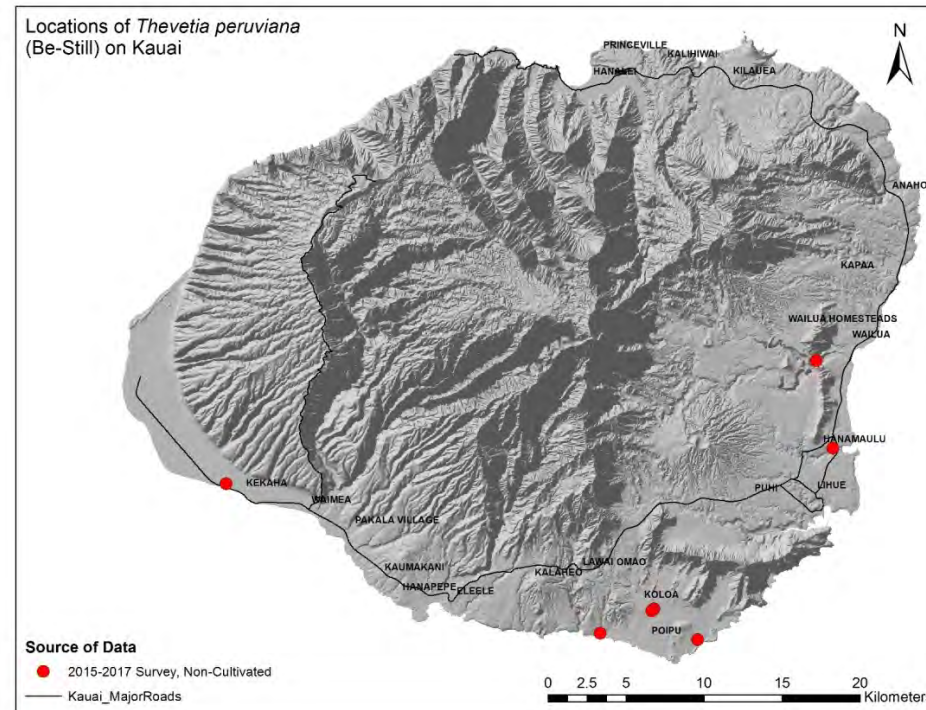 Locations of Thevetia peruviana
(Be-Still) on Kauai
N
PRINCEVILLE
KALIHIWAI
HANALEI
KILAUEA
ANAHO
KAPAA
WAILUA HOMESTEADS
WAILUA
HANAMAULU
PUHI
LIHUE
KEKAHA
WAIMEA
PAKALA VILLAGE
KAUMAKANI
HANAPEPE
ELEELE
KALAHEO
LAWAI
OMAO
KOLOA
POIPU
Source of Data
2015-2017 Survey, Non-Cultivated
Kauai_MajorRoads
0 2.5 5 10 15 20
Kilometers